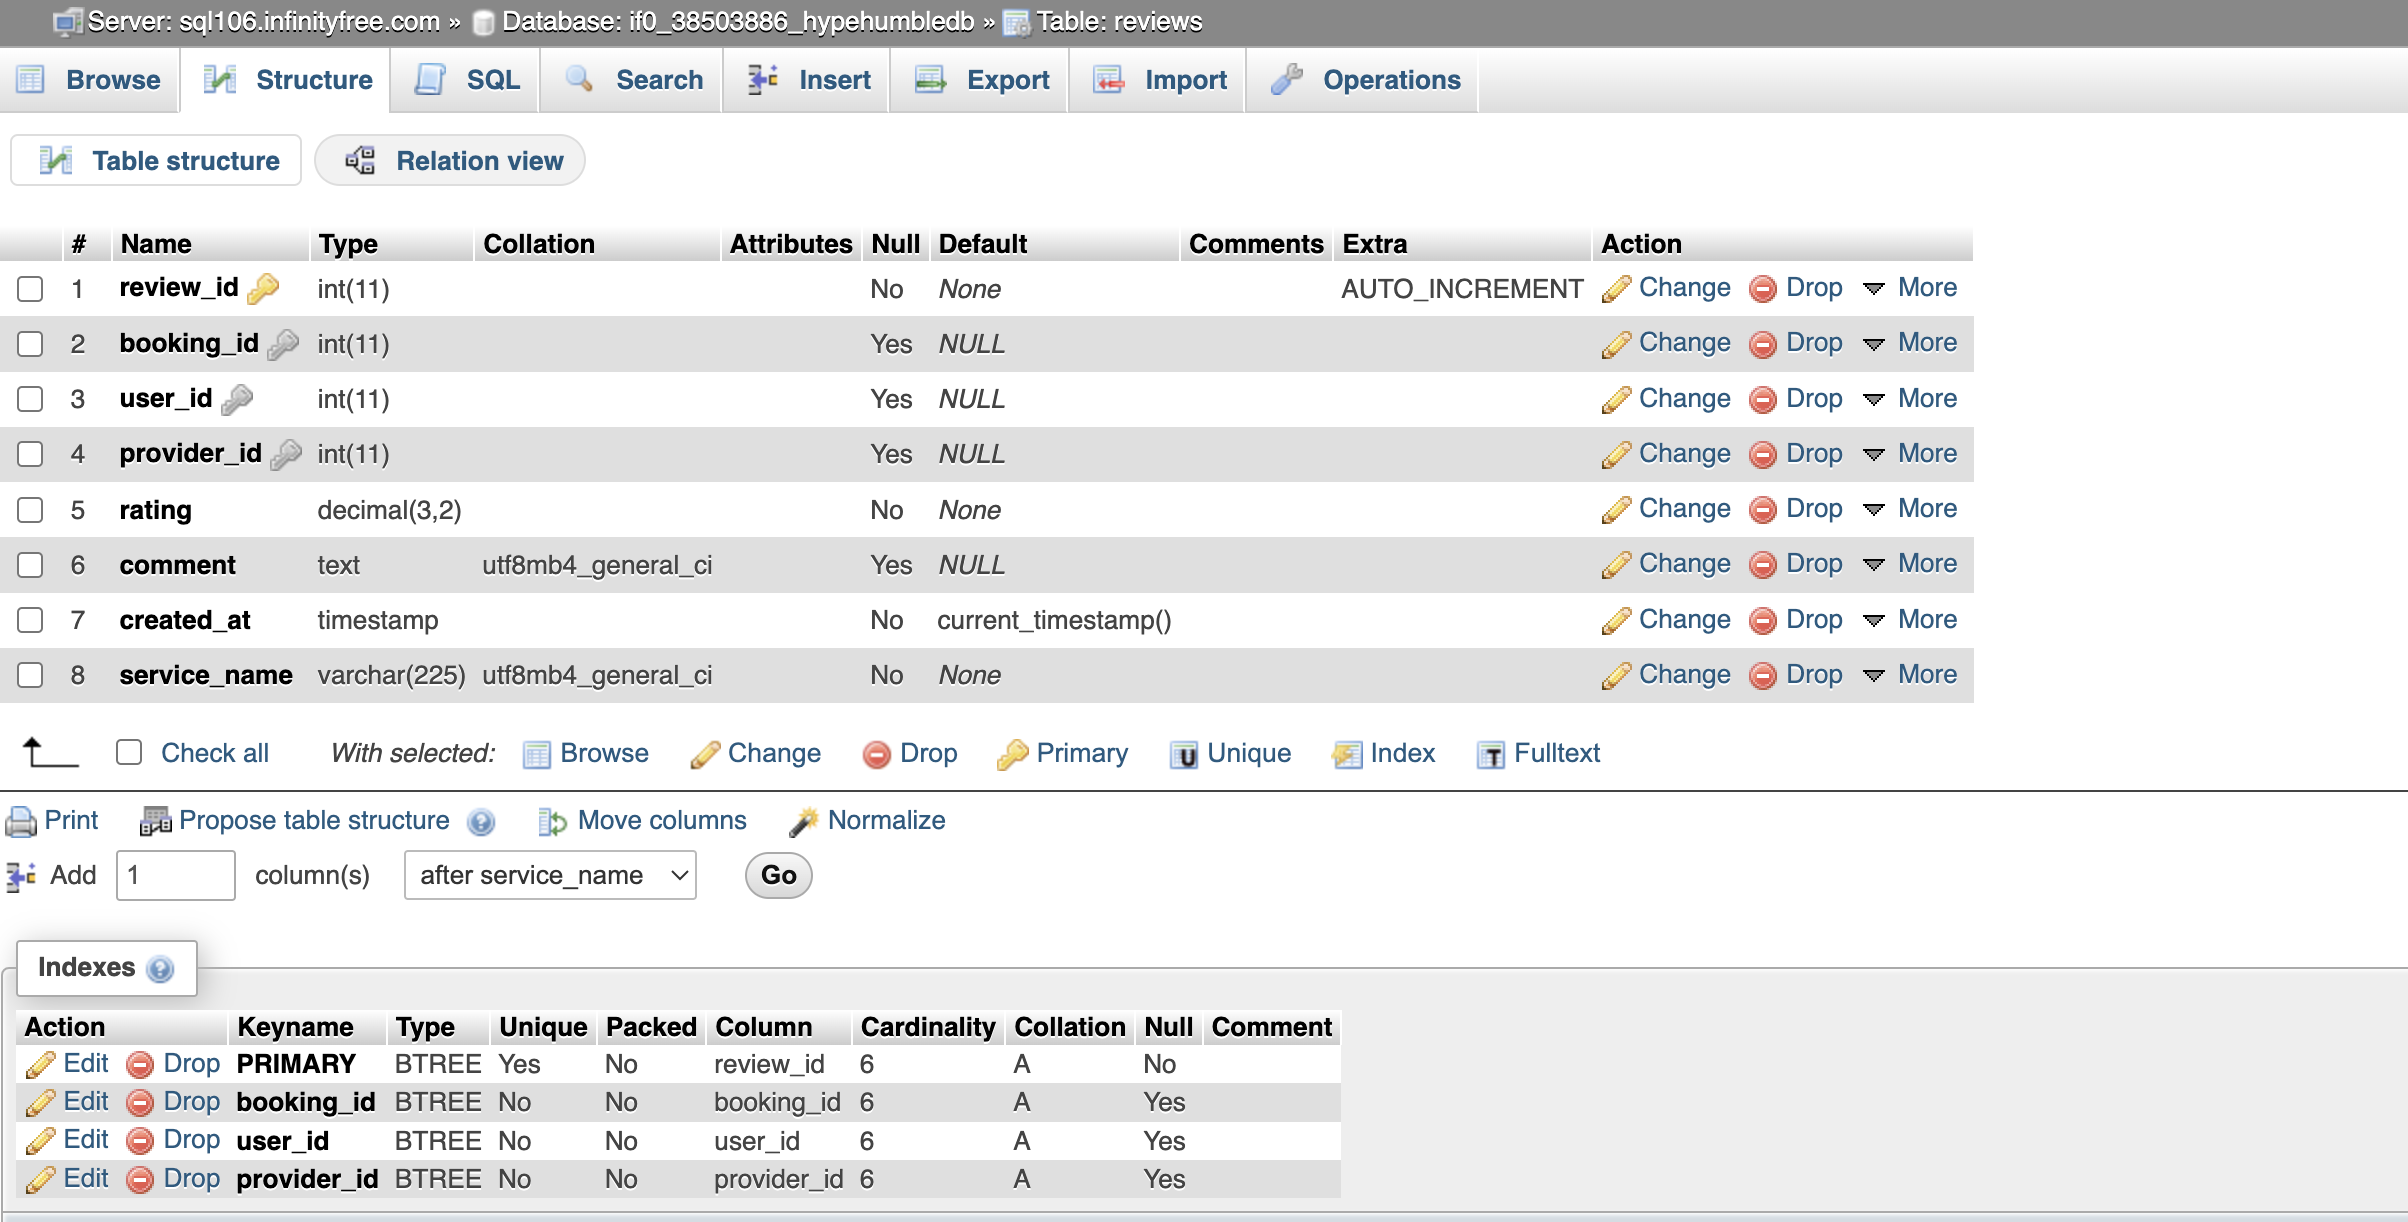 Server: sql106.infinityfree.com » Database: if0_38503886_hypehumbledb » Table: reviews
Browse Structure SQL Search Insert Export Import Operations
Table structure Relation view
# Name Type Collation Attributes Null Default Comments Extra Action
1 review_id int(11) No None AUTO_INCREMENT Change Drop More
2 booking_id int(11) Yes NULL Change Drop More
3 user_id int(11) Yes NULL Change Drop More
4 provider_id int(11) Yes NULL Change Drop More
5 rating decimal(3,2) No None Change Drop More
6 comment text utf8mb4_general_ci Yes NULL Change Drop More
7 created_at timestamp No current_timestamp() Change Drop More
8 service_name varchar(225) utf8mb4_general_ci No None Change Drop More
Check all With selected: Browse Change Drop Primary U Unique Index T Fulltext
Print Propose table structure ? Move columns Normalize
Add 1 column(s) after service_name Go
Indexes ?
Action Keyname Type Unique Packed Column Cardinality Collation Null Comment
Edit Drop PRIMARY BTREE Yes No review_id 6 A No
Edit Drop booking_id BTREE No No booking_id 6 A Yes
Edit Drop user_id BTREE No No user_id 6 A Yes
Edit Drop provider_id BTREE No No provider_id 6 A Yes